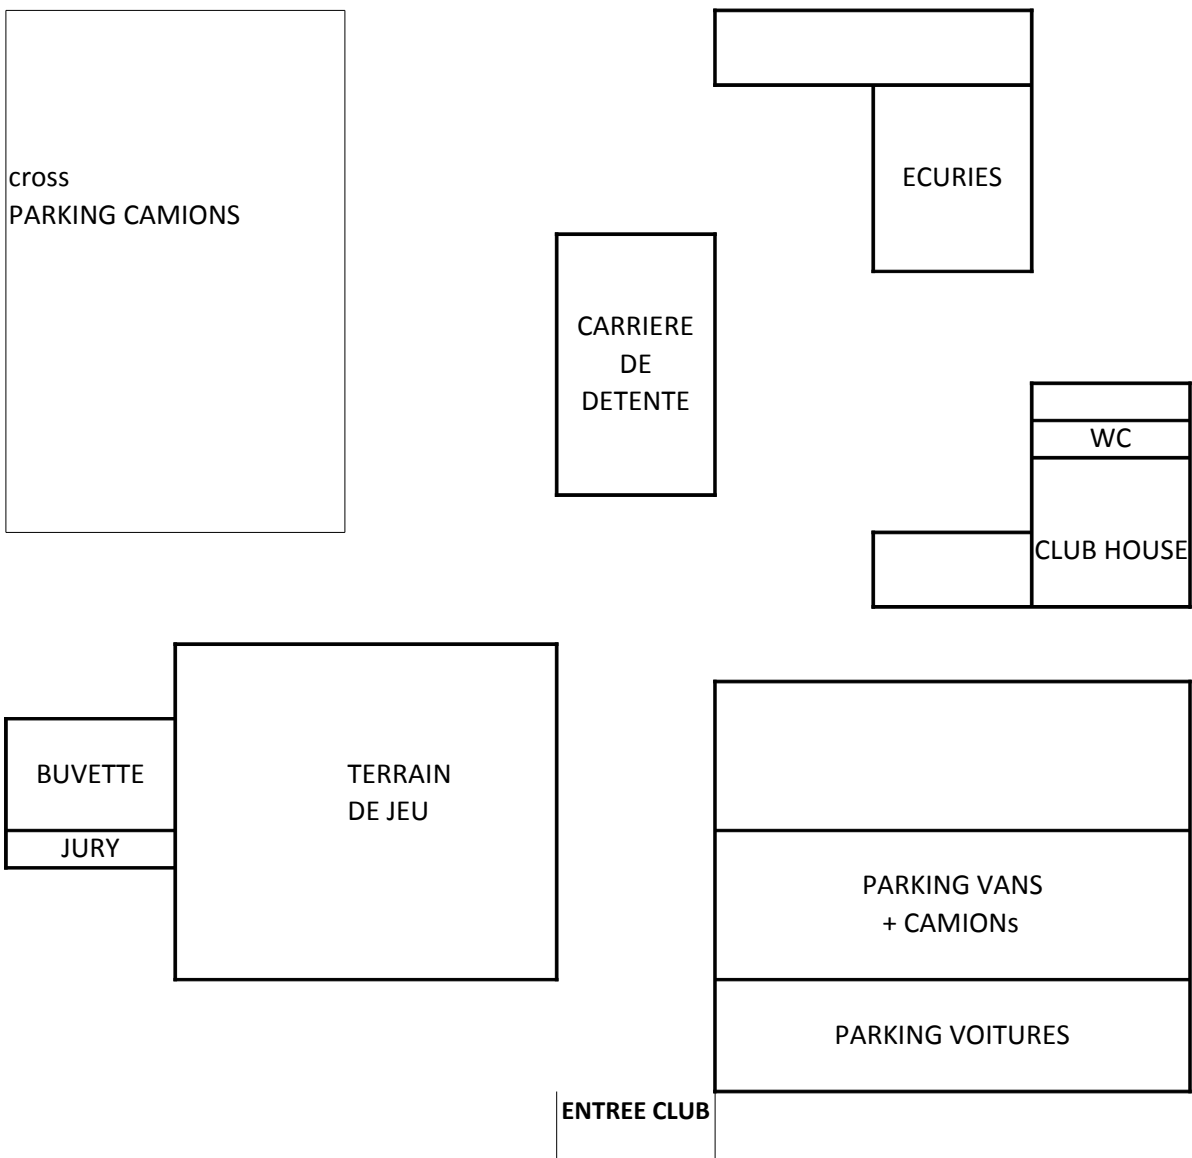 ECURIES
cross
PARKING CAMIONS
CARRIERE
DE
DETENTE
WC
CLUB HOUSE
BUVETTE
TERRAIN
DE JEU
JURY
PARKING VANS
+ CAMIONs
PARKING VOITURES
ENTREE CLUB